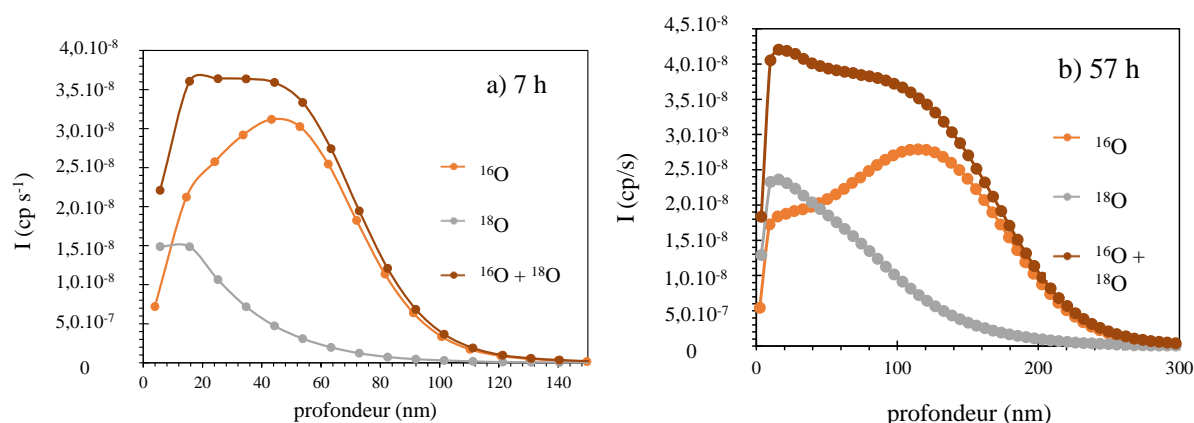 4,0.10⁻⁸
3,5.10⁻⁸
3,0.10⁻⁸
2,5.10⁻⁸
2,0.10⁻⁸
1,5.10⁻⁸
1,0.10⁻⁸
5,0.10⁻⁷
0
I (cp s⁻¹)
a) 7 h
¹⁶O
¹⁸O
¹⁶O + ¹⁸O
0 20 40 60 80 100 120 140
profondeur (nm)
4,5.10⁻⁸
4,0.10⁻⁸
3,5.10⁻⁸
3,0.10⁻⁸
2,5.10⁻⁸
2,0.10⁻⁸
1,5.10⁻⁸
1,0.10⁻⁸
5,0.10⁻⁷
0
I (cp/s)
b) 57 h
¹⁶O
¹⁸O
¹⁶O +
¹⁸O
0 100 200 300
profondeur (nm)